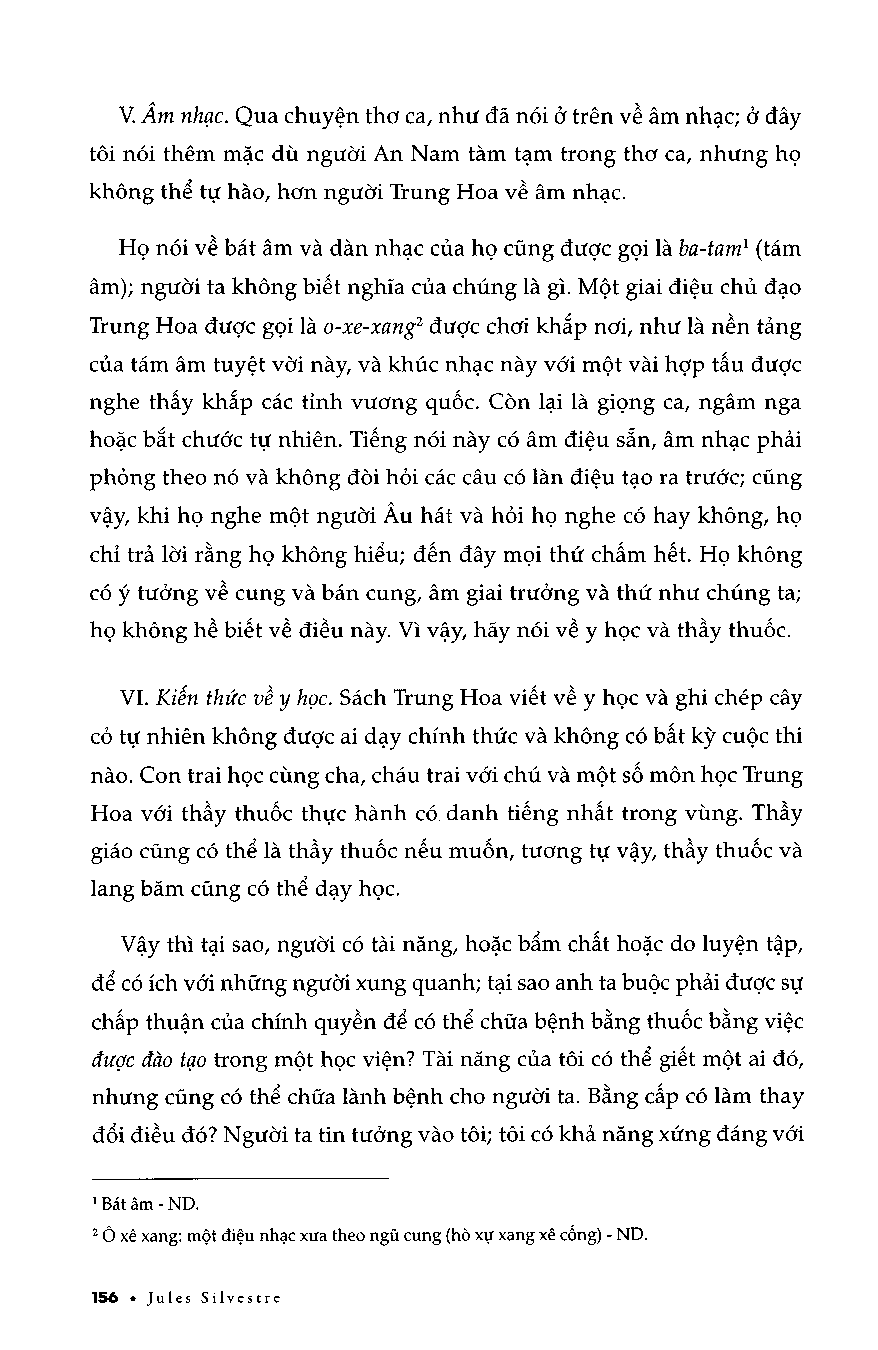 V. Âm nhạc. Qua chuyện thơ ca, như đã nói ở trên về âm nhạc; ở đây
tôi nói thêm mặc dù người An Nam tàm tạm trong thơ ca, nhưng họ
không thể tự hào, hơn người Trung Hoa về âm nhạc.
Họ nói về bát âm và dàn nhạc của họ cũng được gọi là ba-tam¹ (tám
âm); người ta không biết nghĩa của chúng là gì. Một giai điệu chủ đạo
Trung Hoa được gọi là o-xe-xang² được chơi khắp nơi, như là nền tảng
của tám âm tuyệt vời này, và khúc nhạc này với một vài hợp tấu được
nghe thấy khắp các tỉnh vương quốc. Còn lại là giọng ca, ngâm nga
hoặc bắt chước tự nhiên. Tiếng nói này có âm điệu sẵn, âm nhạc phải
phỏng theo nó và không đòi hỏi các câu có làn điệu tạo ra trước; cũng
vậy, khi họ nghe một người Âu hát và hỏi họ nghe có hay không, họ
chỉ trả lời rằng họ không hiểu; đến đây mọi thứ chấm hết. Họ không
có ý tưởng về cung và bán cung, âm giai trưởng và thứ như chúng ta;
họ không hề biết về điều này. Vì vậy, hãy nói về y học và thầy thuốc.
VI. Kiến thức về y học. Sách Trung Hoa viết về y học và ghi chép cây
cỏ tự nhiên không được ai dạy chính thức và không có bất kỳ cuộc thi
nào. Con trai học cùng cha, cháu trai với chú và một số môn học Trung
Hoa với thầy thuốc thực hành có danh tiếng nhất trong vùng. Thầy
giáo cũng có thể là thầy thuốc nếu muốn, tương tự vậy, thầy thuốc và
lang băm cũng có thể dạy học.
Vậy thì tại sao, người có tài năng, hoặc bẩm chất hoặc do luyện tập,
để có ích với những người xung quanh; tại sao anh ta buộc phải được sự
chấp thuận của chính quyền để có thể chữa bệnh bằng thuốc bằng việc
được đào tạo trong một học viện? Tài năng của tôi có thể giết một ai đó,
nhưng cũng có thể chữa lành bệnh cho người ta. Bằng cấp có làm thay
đổi điều đó? Người ta tin tưởng vào tôi; tôi có khả năng xứng đáng với
¹ Bát âm - ND.
² Ô xê xang: một điệu nhạc xưa theo ngũ cung (hò xự xang xê cống) - ND.
156 • Jules Silvestre